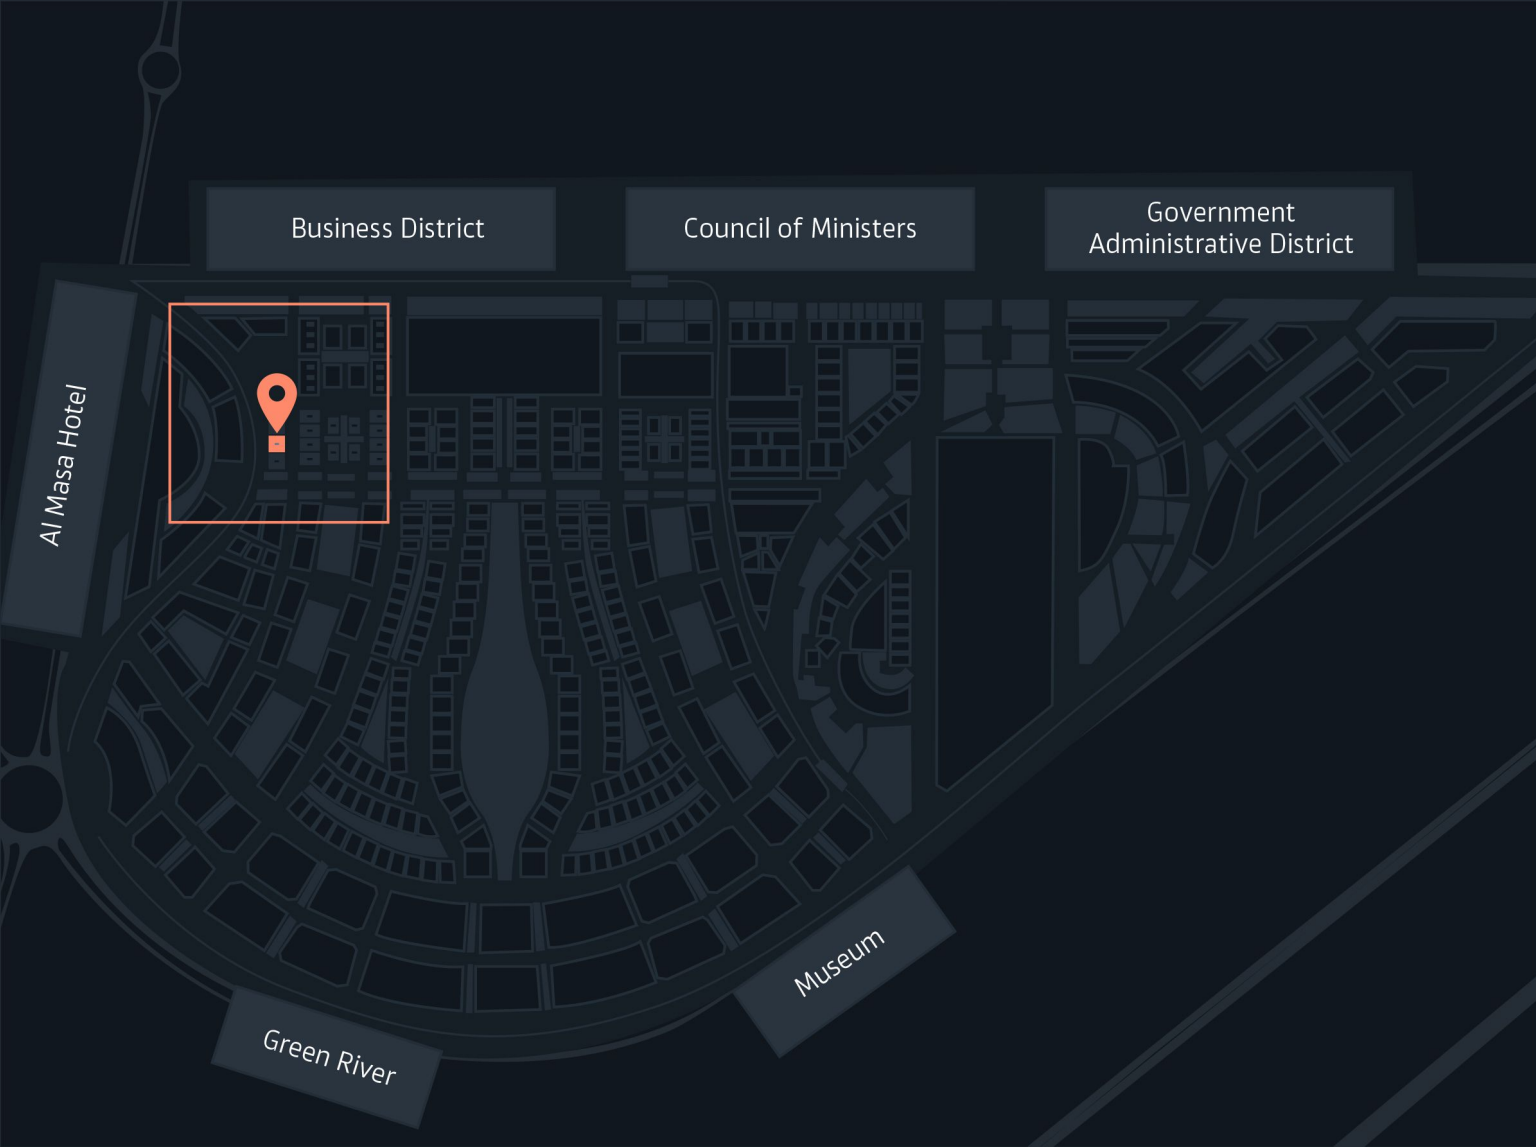 Business District
Council of Ministers
Government
Administrative District
Al Masa Hotel
Museum
Green River